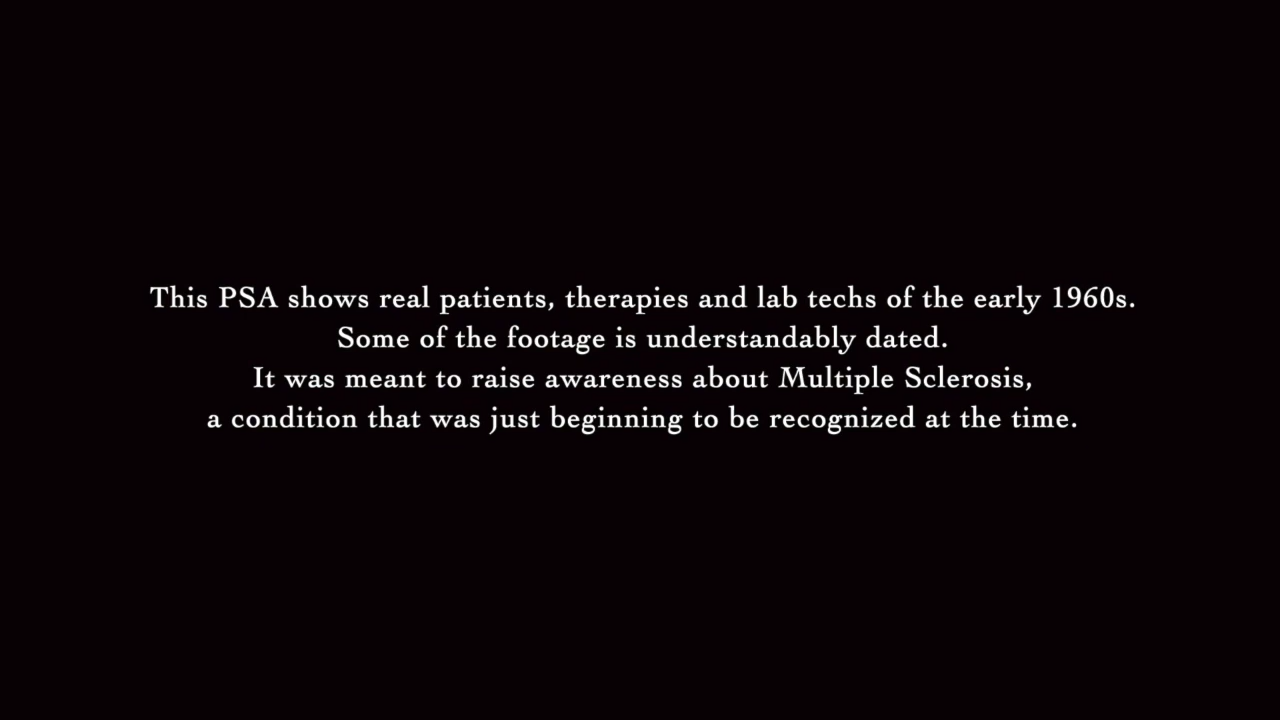 This PSA shows real patients, therapies and lab techs of the early 1960s.
Some of the footage is understandably dated.
It was meant to raise awareness about Multiple Sclerosis,
a condition that was just beginning to be recognized at the time.